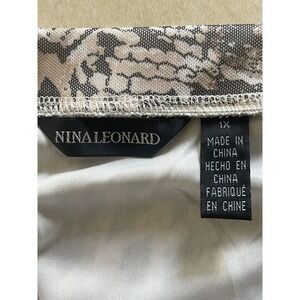 NINA LEONARD
1X
MADE IN
CHINA
HECHO EN
CHINA
FABRIQUÉ
EN CHINE